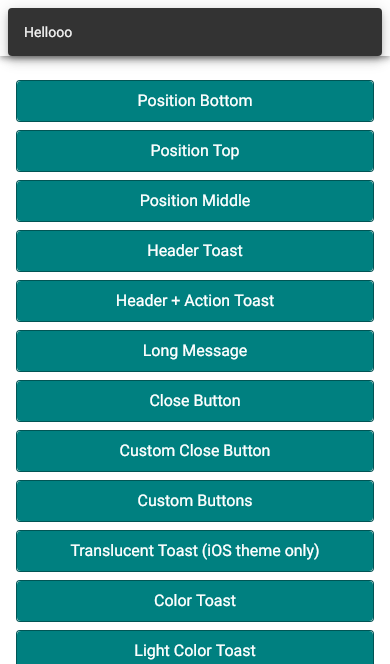 Hellooo
Position Bottom
Position Top
Position Middle
Header Toast
Header + Action Toast
Long Message
Close Button
Custom Close Button
Custom Buttons
Translucent Toast (iOS theme only)
Color Toast
Light Color Toast